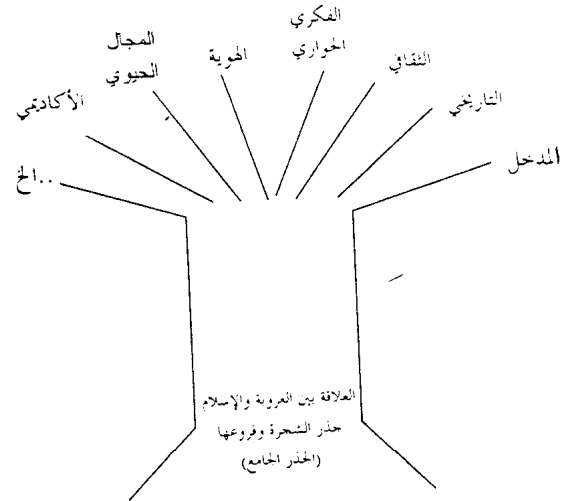 المدخل
التاريخي
الثقافي
الفكري
الحواري
الهوية
المجال
الحيوي
الأكاديمي
..الخ
العلاقة بين العروبة والإسلام
جذر الشجرة وفروعها
(الجذر الجامع)